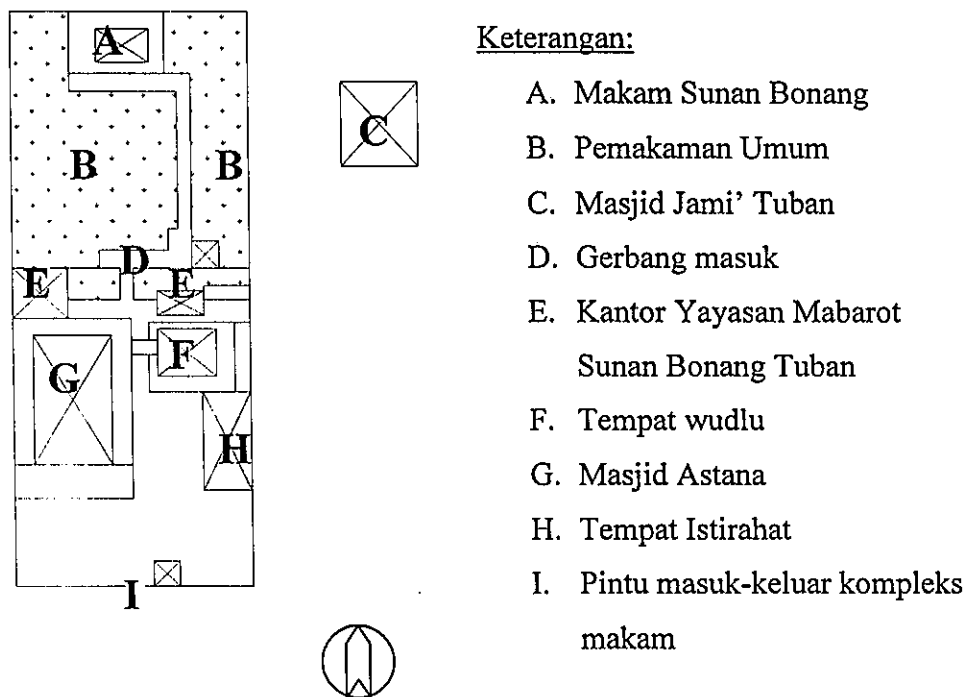 A
B
B
C
D
E
E
F
G
H
I
Keterangan:
A. Makam Sunan Bonang
B. Pemakaman Umum
C. Masjid Jami’ Tuban
D. Gerbang masuk
E. Kantor Yayasan Mabarot
Sunan Bonang Tuban
F. Tempat wudlu
G. Masjid Astana
H. Tempat Istirahat
I. Pintu masuk-keluar kompleks
makam